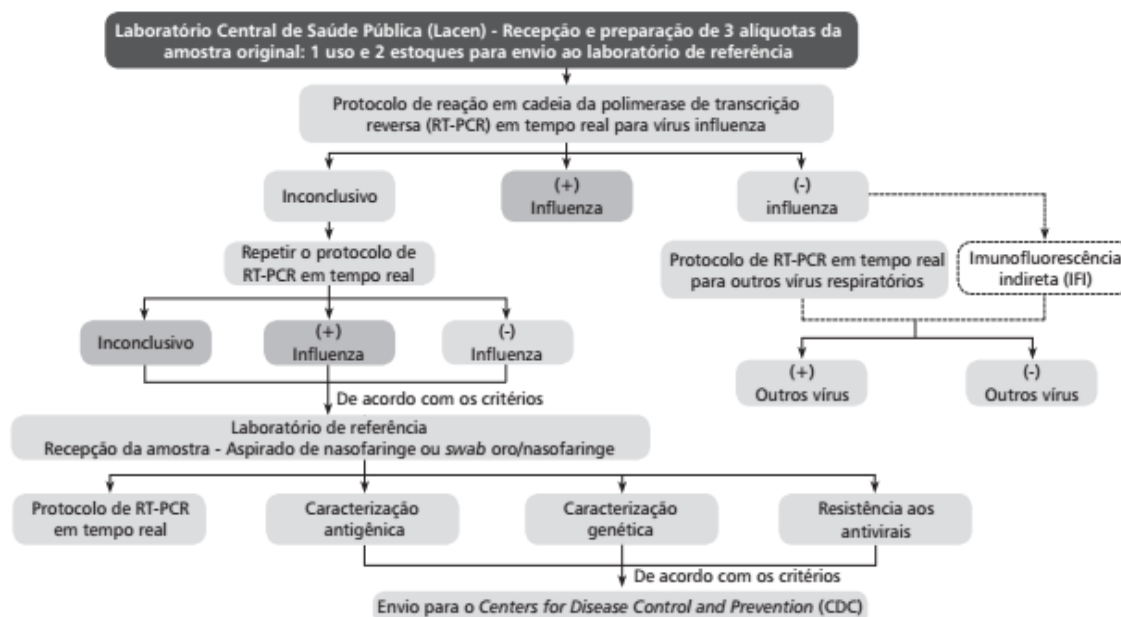 Laboratório Central de Saúde Pública (Lacen) - Recepção e preparação de 3 alíquotas da
amostra original: 1 uso e 2 estoques para envio ao laboratório de referência
Protocolo de reação em cadeia da polimerase de transcrição
reversa (RT-PCR) em tempo real para vírus influenza
Inconclusivo
(+)
Influenza
(-)
influenza
Repetir o protocolo de
RT-PCR em tempo real
Protocolo de RT-PCR em tempo real
para outros vírus respiratórios
Imunofluorescência
indireta (IFI)
Inconclusivo
(+)
Influenza
(-)
Influenza
(+)
Outros vírus
(-)
Outros vírus
De acordo com os critérios
Laboratório de referência
Recepção da amostra - Aspirado de nasofaringe ou swab oro/nasofaringe
Protocolo de RT-PCR
em tempo real
Caracterização
antigênica
Caracterização
genética
Resistência aos
antivirais
De acordo com os critérios
Envio para o Centers for Disease Control and Prevention (CDC)